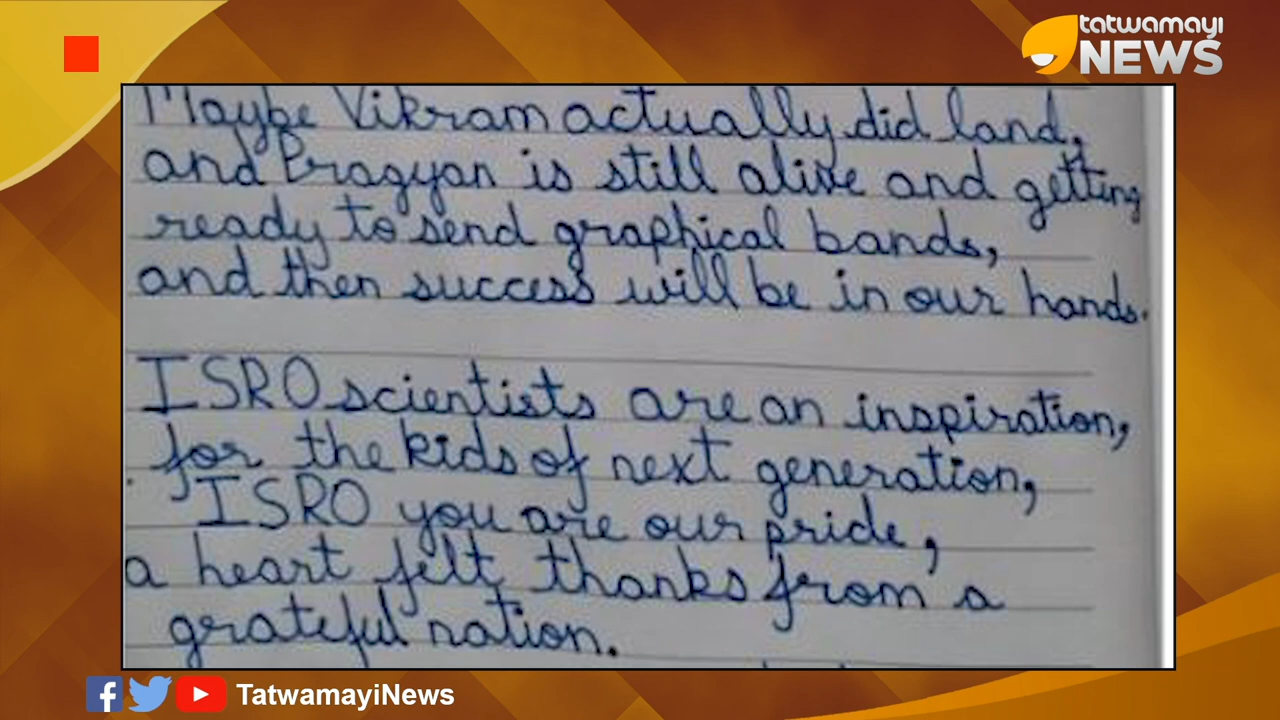 tatwamayi
NEWS
Maybe Vikram actually did land,
and Pragyan is still alive and getting
ready to send graphical bands,
and then success will be in our hands.
ISRO scientists are an inspiration,
for the kids of next generation,
ISRO you are our pride,
a heart felt thanks from a
grateful nation.
TatwamayiNews